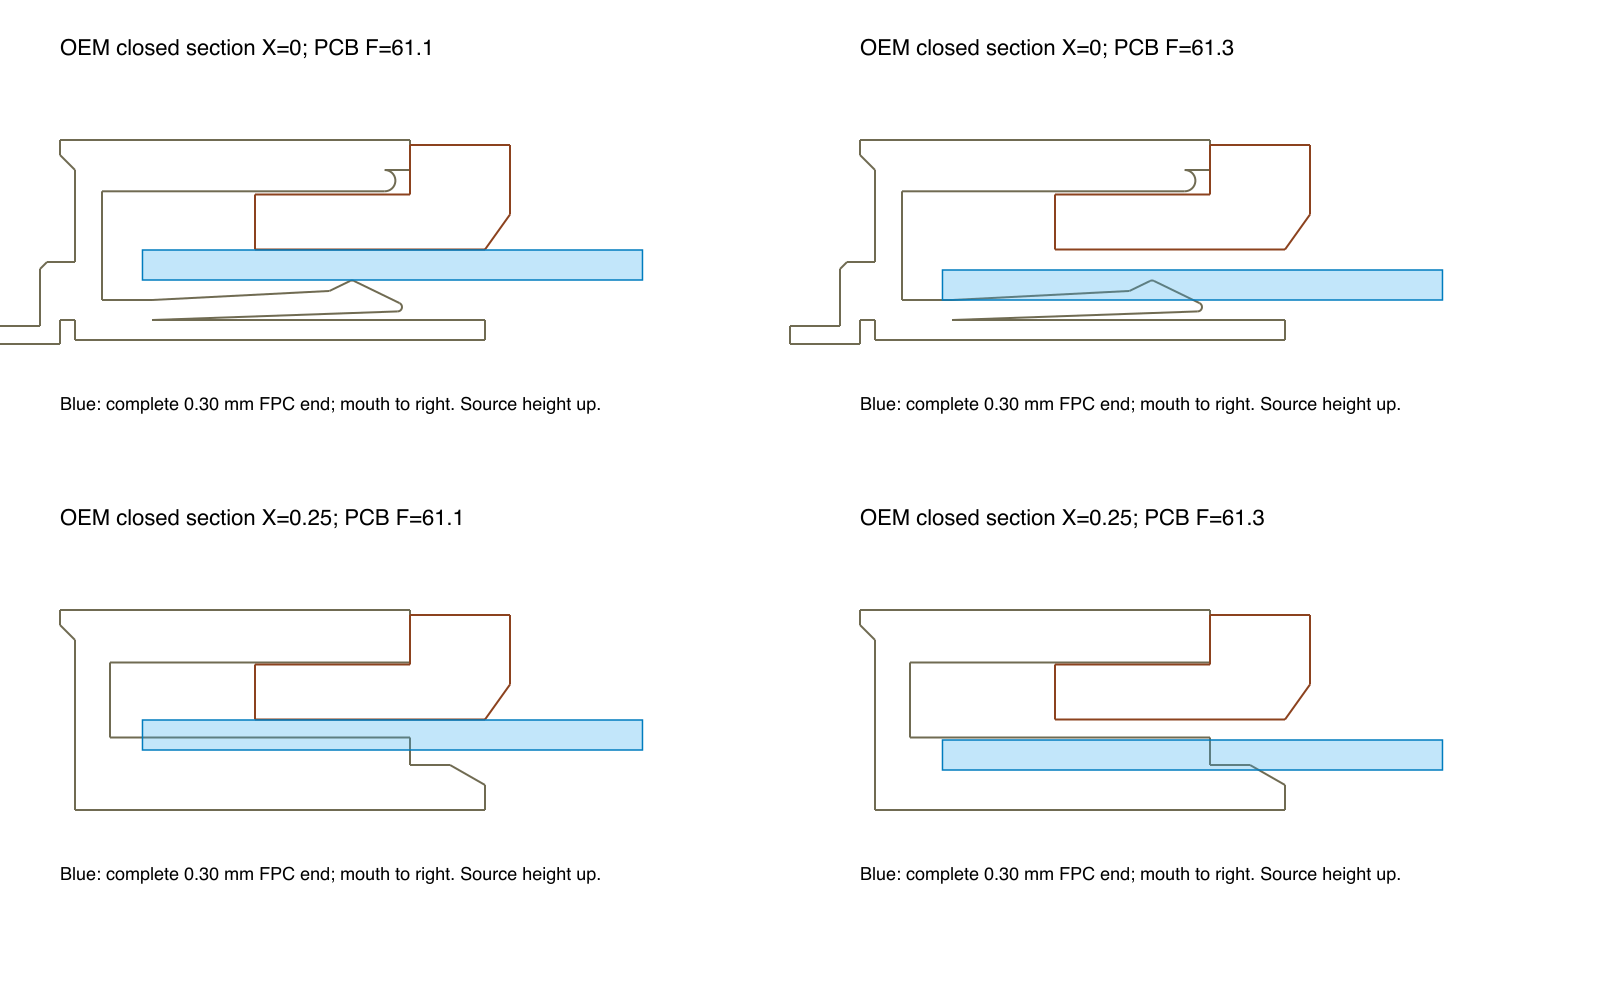 OEM closed section X=0; PCB F=61.1
OEM closed section X=0; PCB F=61.3
Blue: complete 0.30 mm FPC end; mouth to right. Source height up.
Blue: complete 0.30 mm FPC end; mouth to right. Source height up.
OEM closed section X=0.25; PCB F=61.1
OEM closed section X=0.25; PCB F=61.3
Blue: complete 0.30 mm FPC end; mouth to right. Source height up.
Blue: complete 0.30 mm FPC end; mouth to right. Source height up.